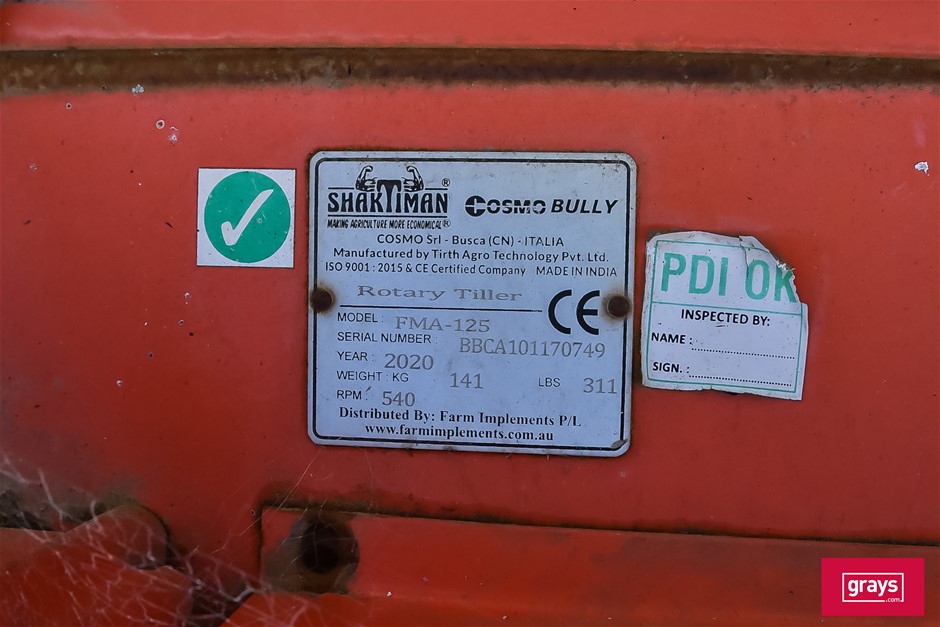 SHAKTIMAN®
MAKING AGRICULTURE MORE ECONOMICAL®
COSMO BULLY
COSMO Srl - Busca (CN) - ITALIA
Manufactured by Tirth Agro Technology Pvt. Ltd.
ISO 9001 : 2015 & CE Certified Company MADE IN INDIA
Rotary Tiller
CE
MODEL : FMA-125
SERIAL NUMBER : BBCA101170749
YEAR : 2020
WEIGHT : KG 141 LBS 311
RPM : 540
Distributed By: Farm Implements P/L
www.farmimplements.com.au
PDI OK
INSPECTED BY:
NAME :
SIGN. :
grays
.com